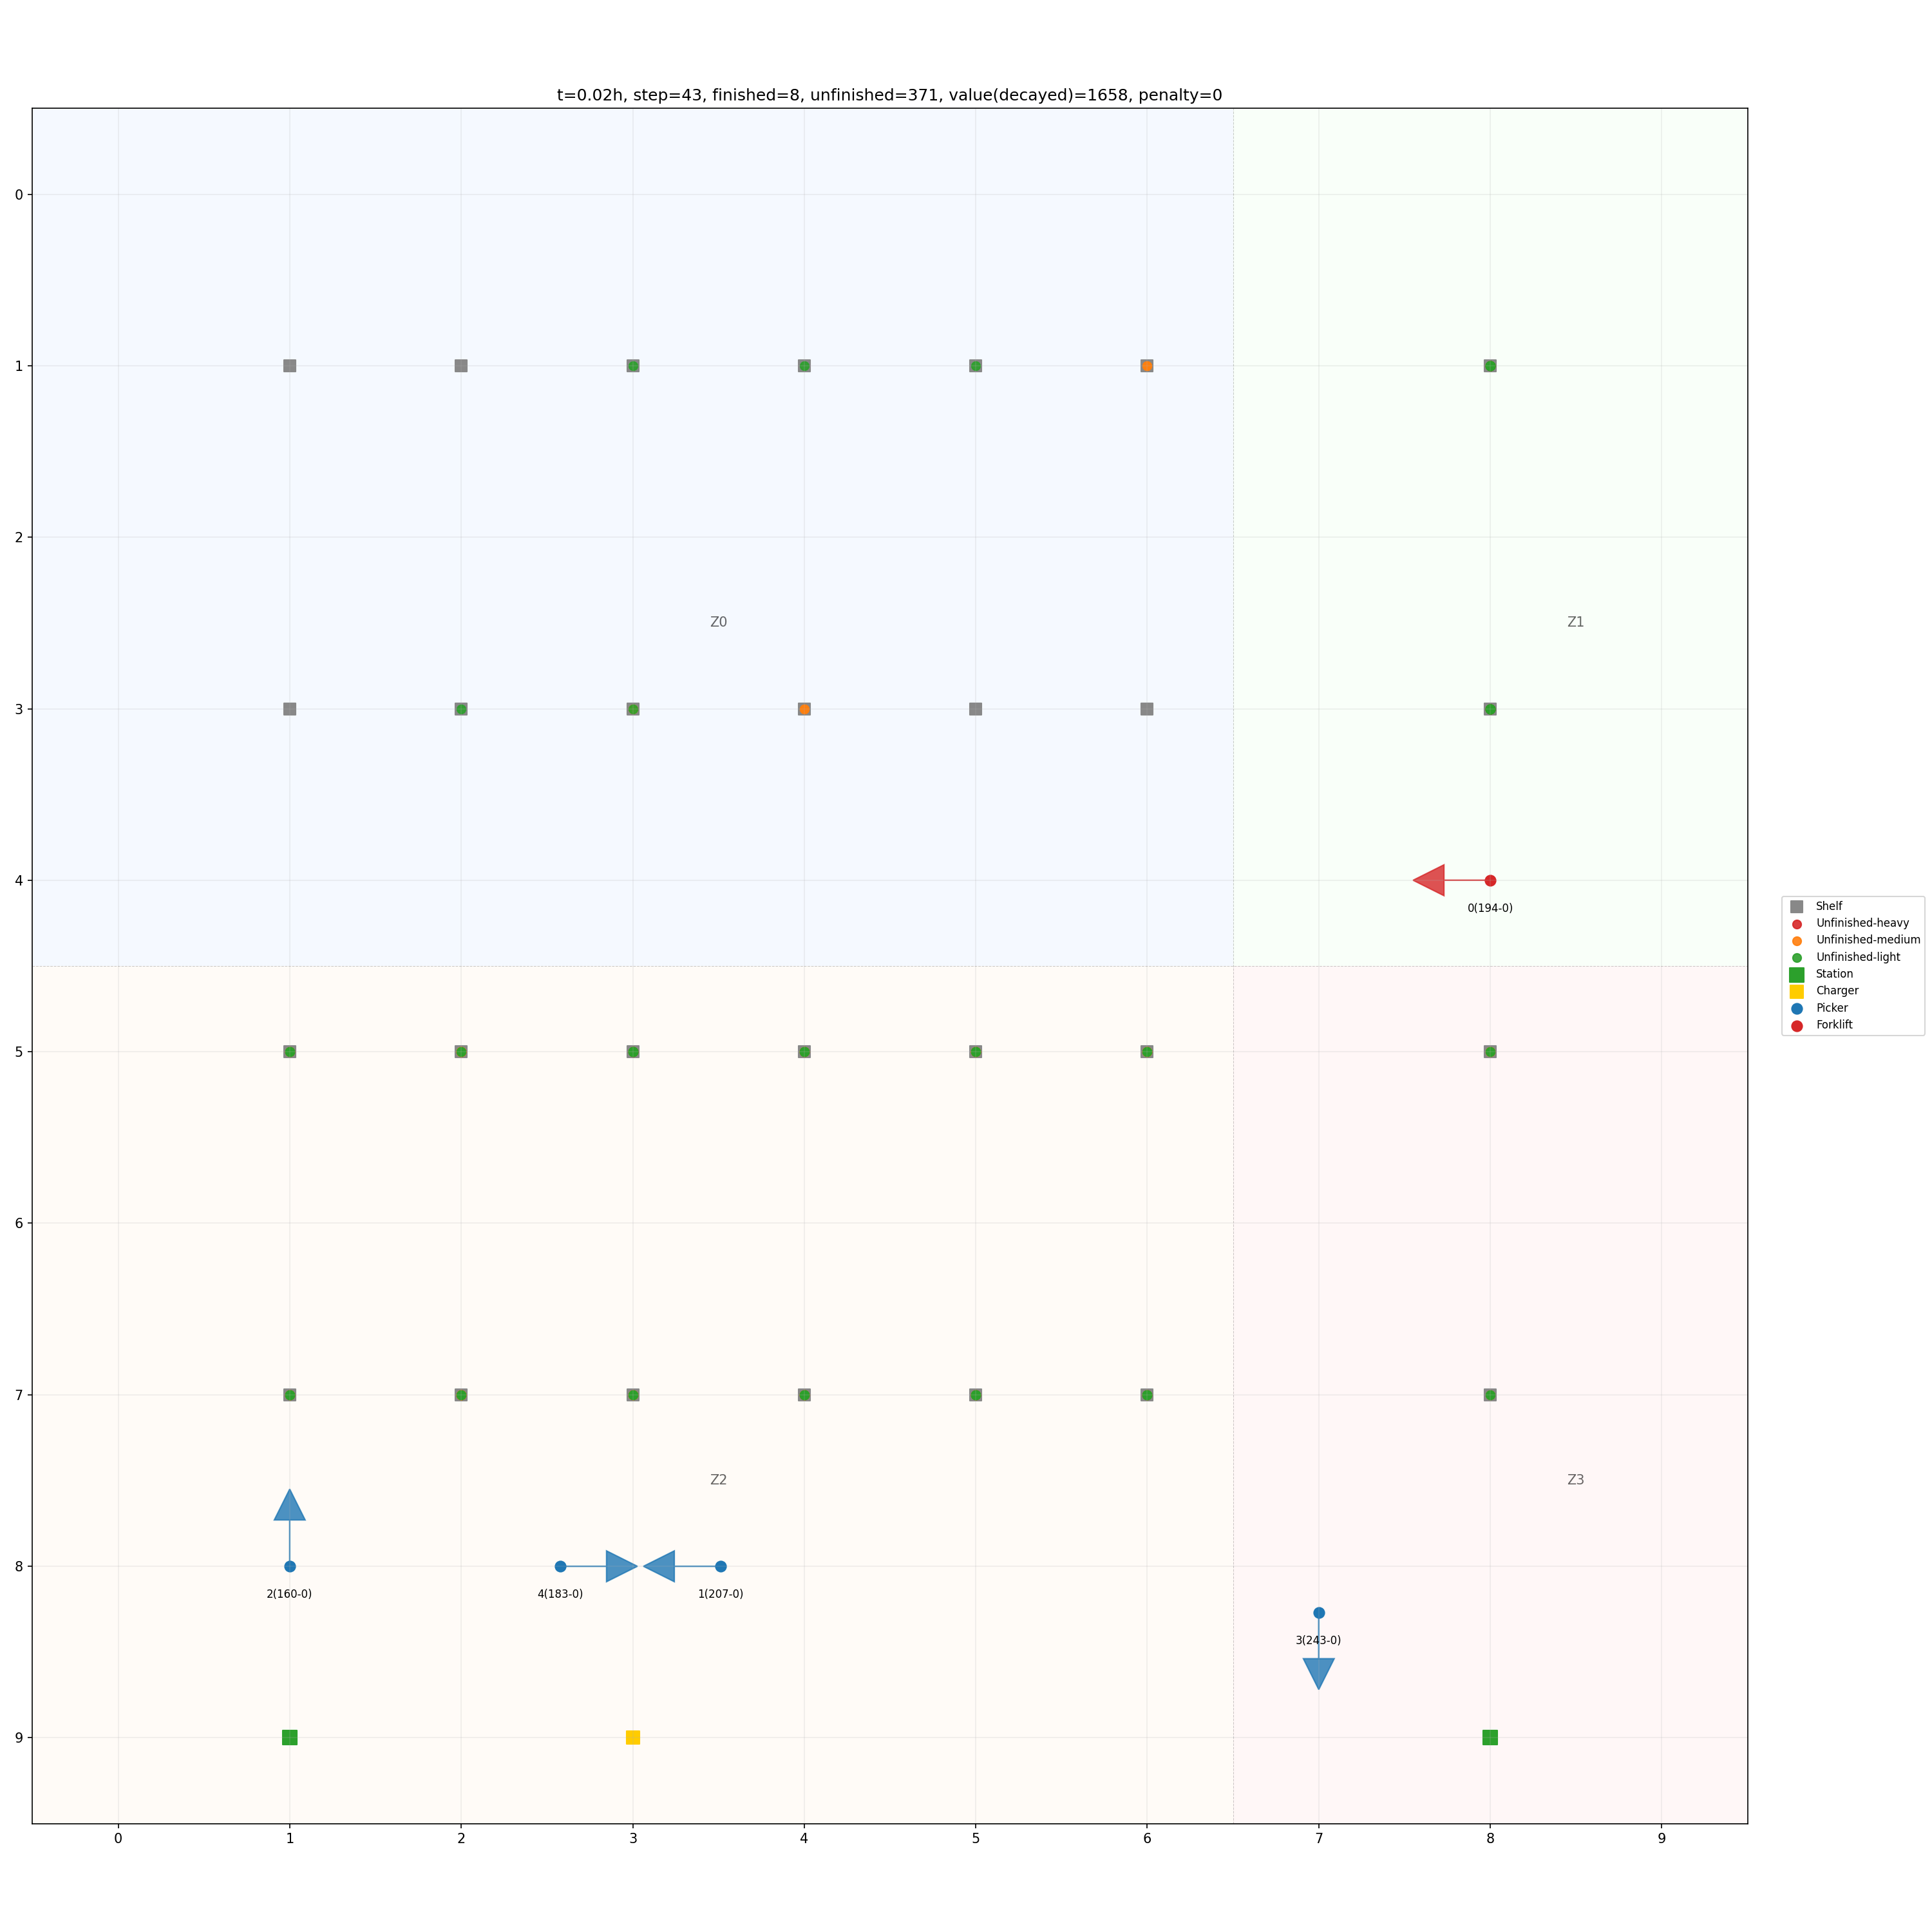 t=0.02h, step=43, finished=8, unfinished=371, value(decayed)=1658, penalty=0
0
1
2
Z0
Z1
3
4
0(194-0)
Shelf
Unfinished-heavy
Unfinished-medium
Unfinished-light
Station
Charger
Picker
Forklift
5
6
7
Z2
Z3
8
2(160-0)
4(183-0)
1(207-0)
3(243-0)
9
0 1 2 3 4 5 6 7 8 9